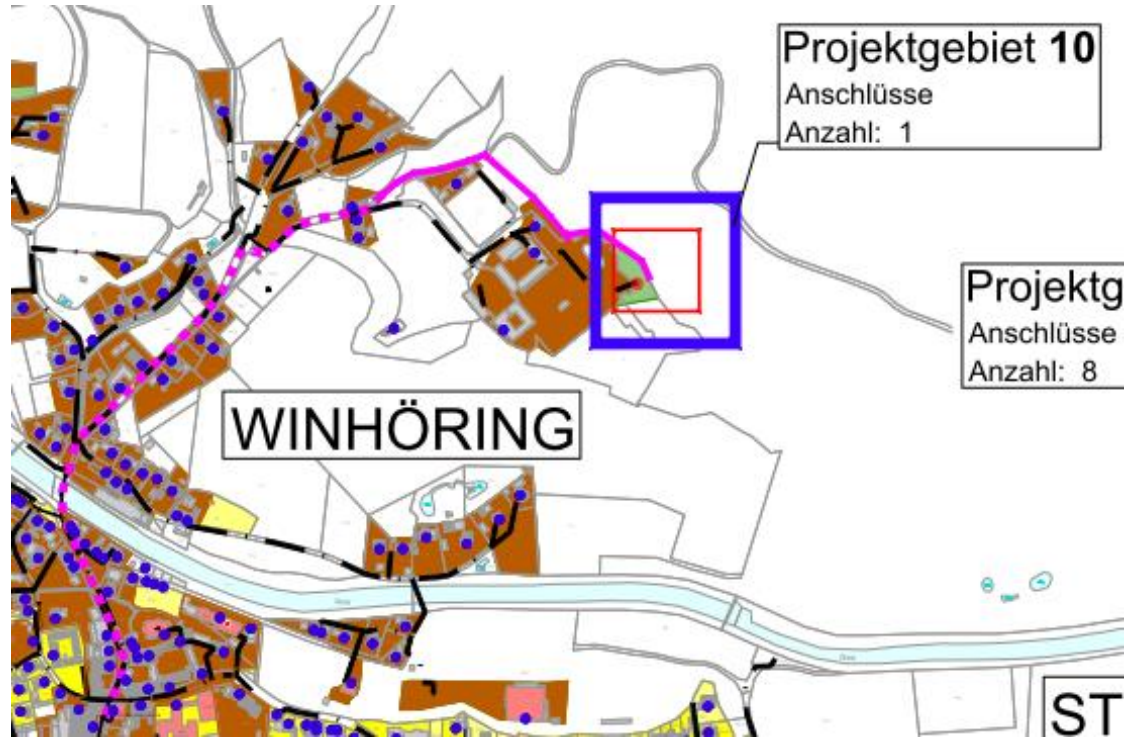 Projektgebiet 10
Anschlüsse
Anzahl: 1
Projektg
Anschlüsse
Anzahl: 8
WINHÖRING
ST